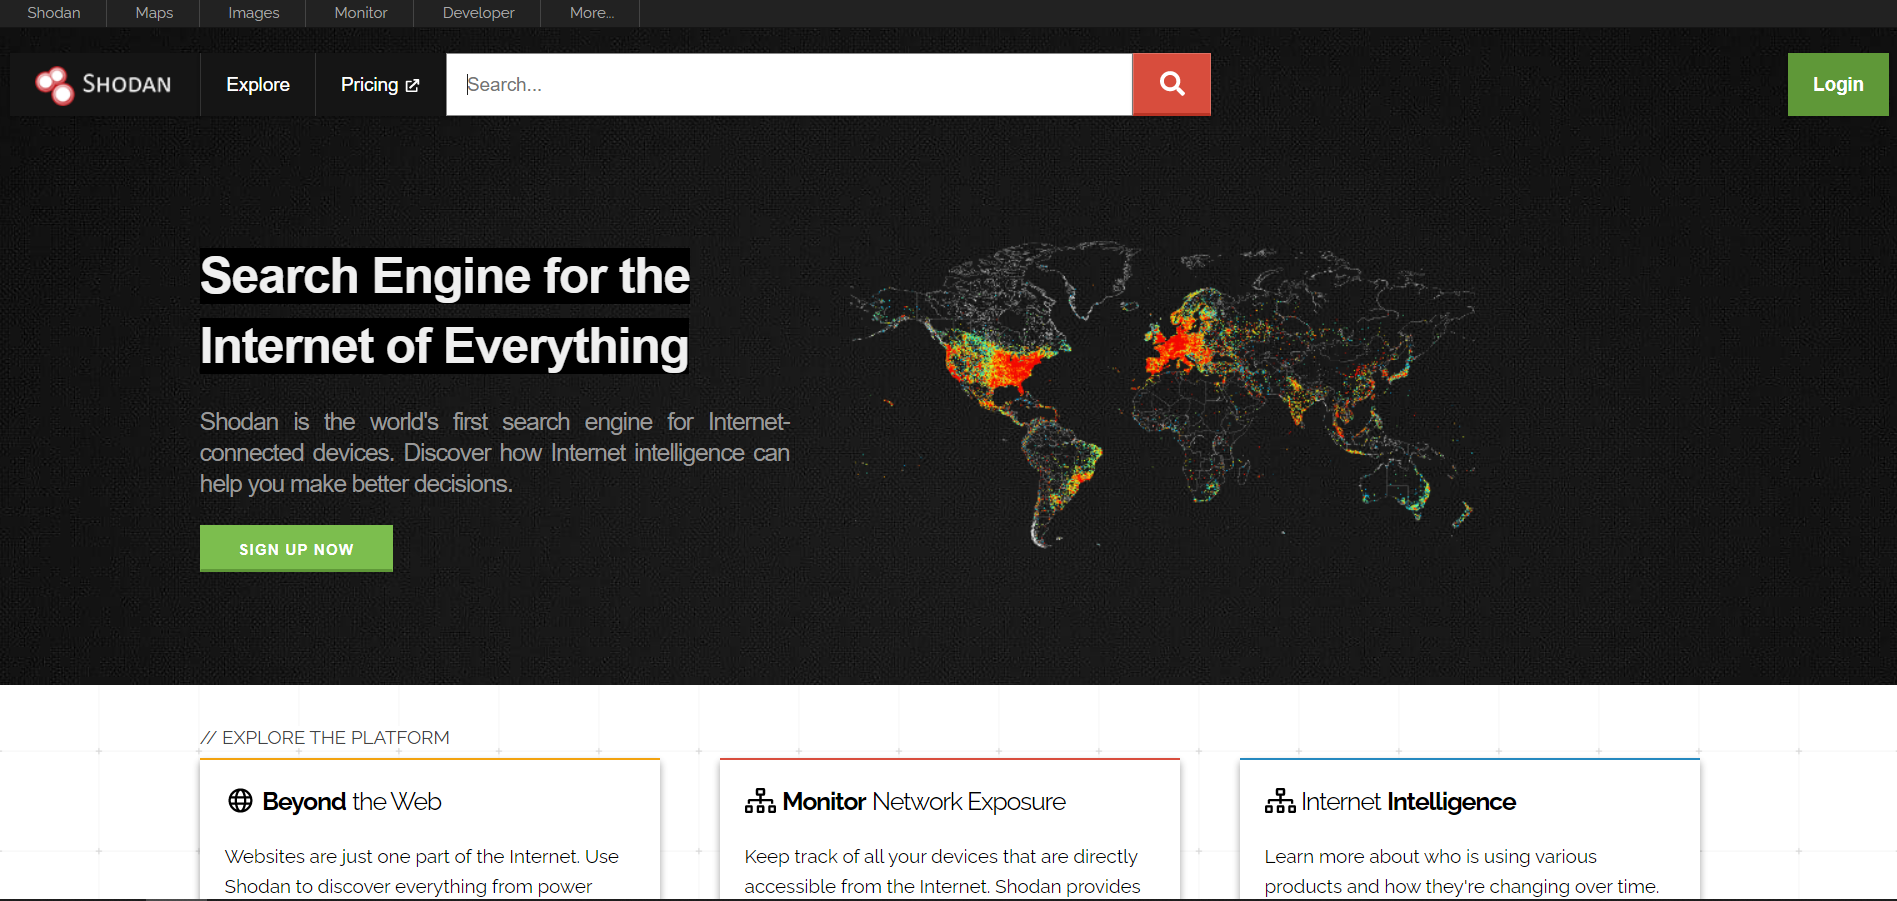 Shodan Maps Images Monitor Developer More...
SHODAN Explore Pricing Search... Login
Search Engine for the
Internet of Everything
Shodan is the world's first search engine for Internet-
connected devices. Discover how Internet intelligence can
help you make better decisions.
SIGN UP NOW
// EXPLORE THE PLATFORM
Beyond the Web
Websites are just one part of the Internet. Use
Shodan to discover everything from power
Monitor Network Exposure
Keep track of all your devices that are directly
accessible from the Internet. Shodan provides
Internet Intelligence
Learn more about who is using various
products and how they're changing over time.